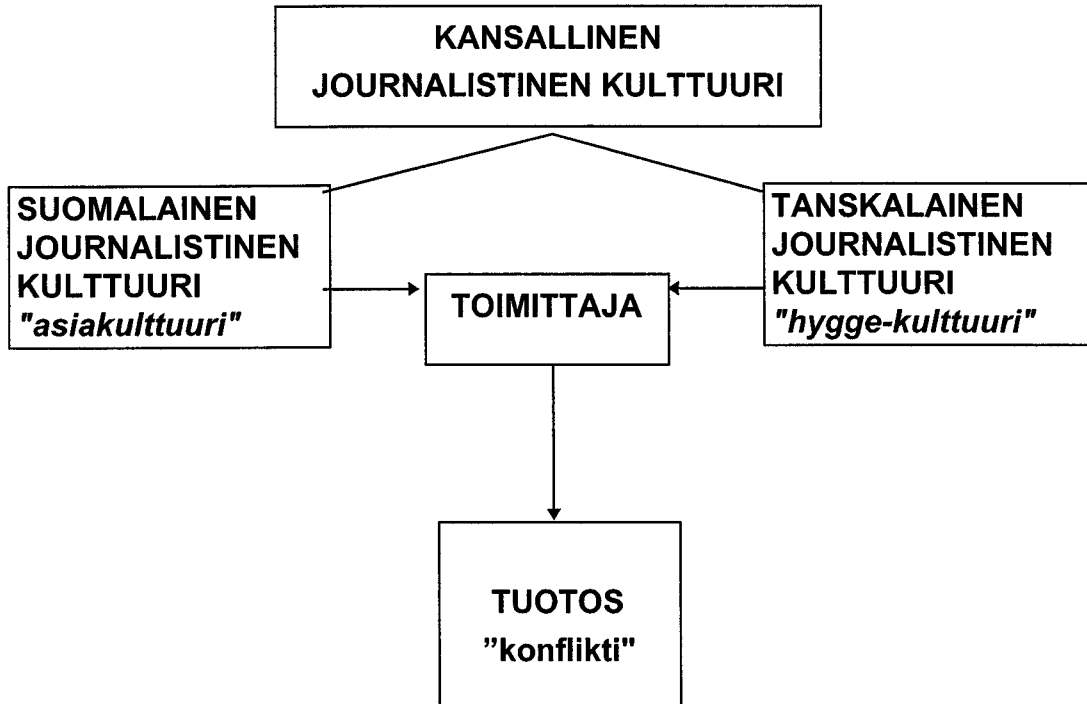 KANSALLINEN
JOURNALISTINEN KULTTUURI
SUOMALAINEN
JOURNALISTINEN
KULTTUURI
"asiakulttuuri"
TOIMITTAJA
TANSKALAINEN
JOURNALISTINEN
KULTTUURI
"hygge-kulttuuri"
TUOTOS
”konflikti"